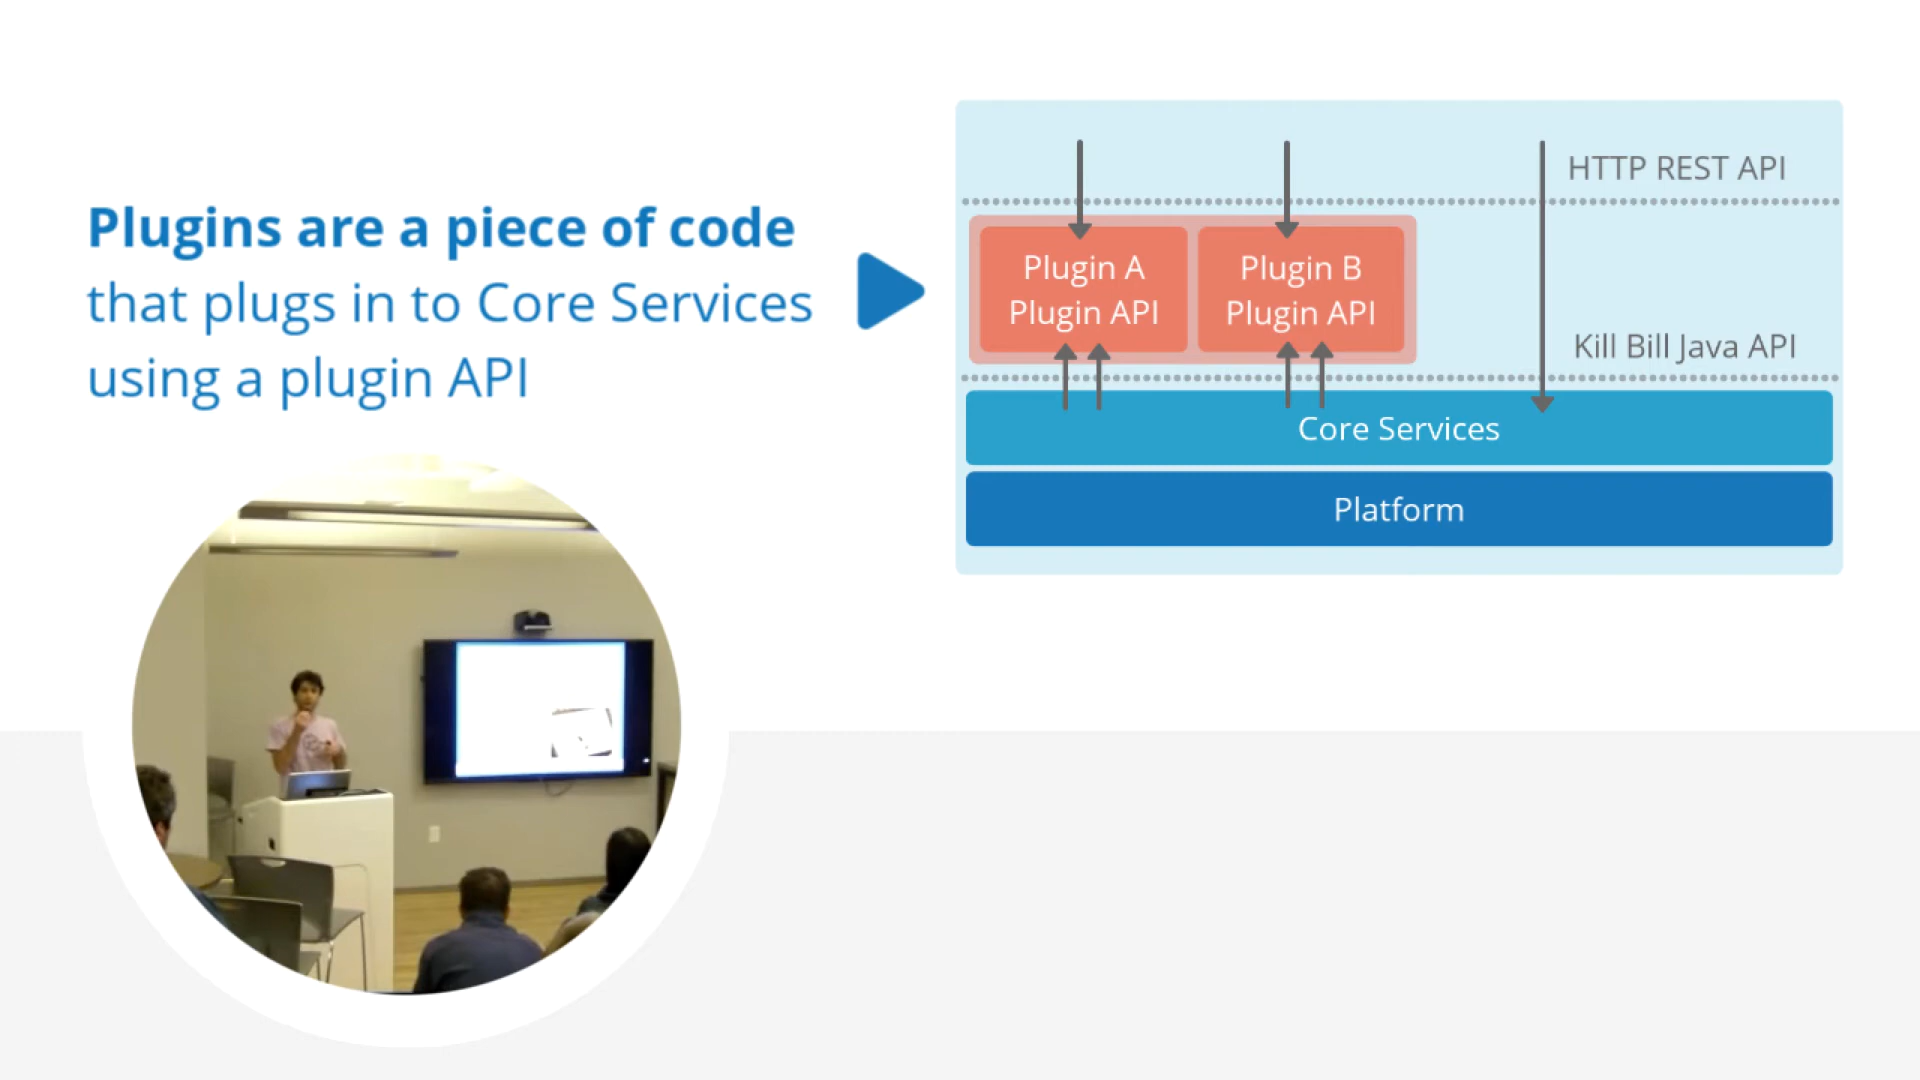 Plugins are a piece of code
that plugs in to Core Services
using a plugin API
HTTP REST API
Plugin A
Plugin API
Plugin B
Plugin API
Kill Bill Java API
Core Services
Platform